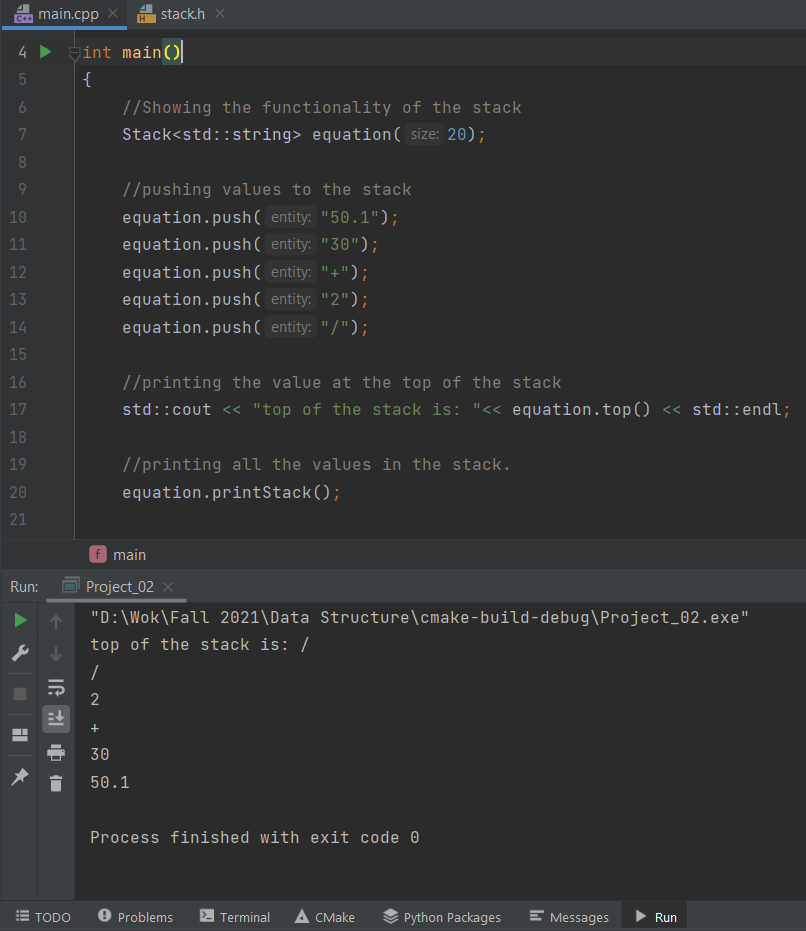 main.cpp stack.h
4 int main()
5 {
6 //Showing the functionality of the stack
7 Stack<std::string> equation( size: 20);
8
9 //pushing values to the stack
10 equation.push( entity: "50.1");
11 equation.push( entity: "30");
12 equation.push( entity: "+");
13 equation.push( entity: "2");
14 equation.push( entity: "/");
15
16 //printing the value at the top of the stack
17 std::cout << "top of the stack is: "<< equation.top() << std::endl;
18
19 //printing all the values in the stack.
20 equation.printStack();
21
f main
Run: Project_02
"D:\Wok\Fall 2021\Data Structure\cmake-build-debug\Project_02.exe"
top of the stack is: /
/
2
+
30
50.1
Process finished with exit code 0
TODO Problems Terminal CMake Python Packages Messages Run